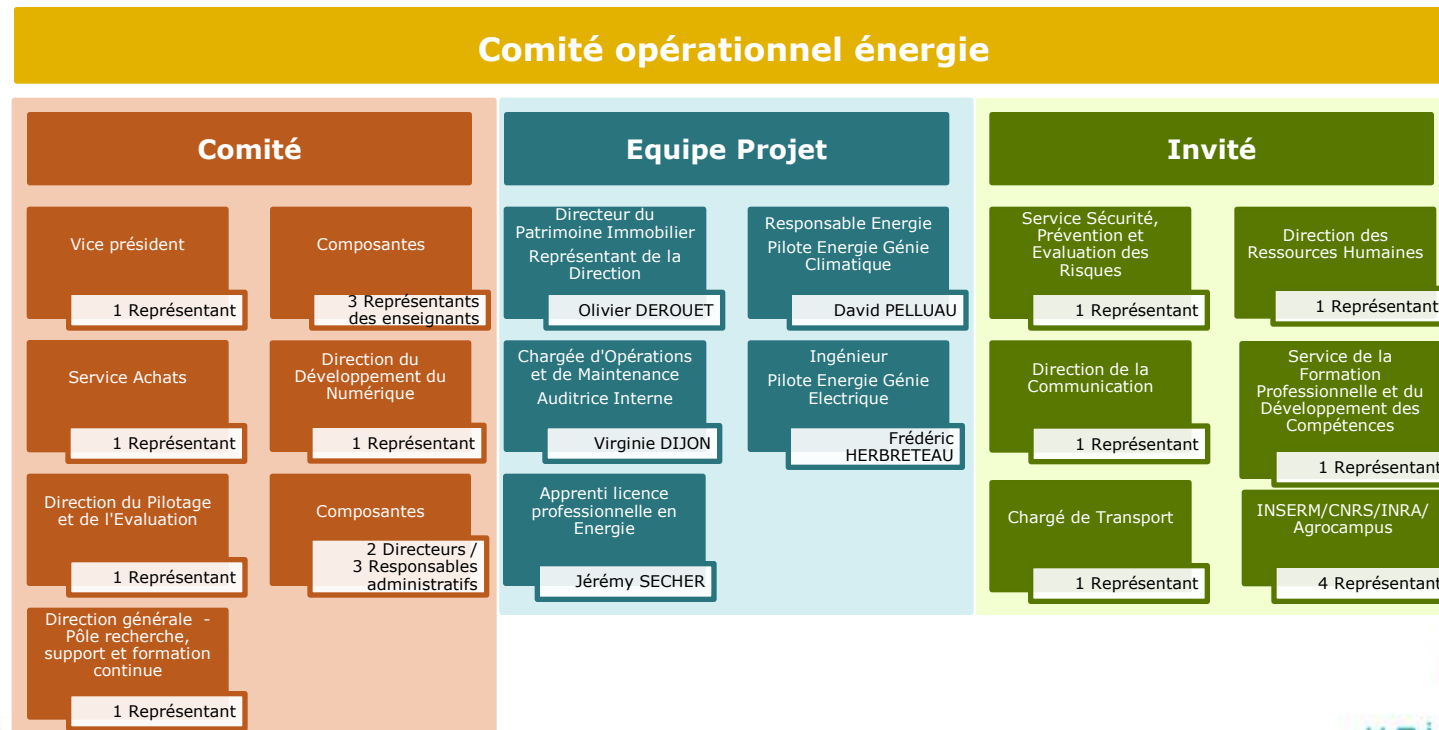 Comité opérationnel énergie
Comité
Vice président
1 Représentant
Composantes
3 Représentants
des enseignants
Service Achats
1 Représentant
Direction du
Développement du
Numérique
1 Représentant
Direction du Pilotage
et de l'Evaluation
1 Représentant
Composantes
2 Directeurs /
3 Responsables
administratifs
Direction générale -
Pôle recherche,
support et formation
continue
1 Représentant
Equipe Projet
Directeur du
Patrimoine Immobilier
Représentant de la
Direction
Olivier DEROUET
Responsable Energie
Pilote Energie Génie
Climatique
David PELLUAU
Chargée d'Opérations
et de Maintenance
Auditrice Interne
Virginie DIJON
Ingénieur
Pilote Energie Génie
Electrique
Frédéric
HERBRETEAU
Apprenti licence
professionnelle en
Energie
Jérémy SECHER
Invité
Service Sécurité,
Prévention et
Evaluation des
Risques
1 Représentant
Direction des
Ressources Humaines
1 Représentant
Direction de la
Communication
1 Représentant
Service de la
Formation
Professionnelle et du
Développement des
Compétences
1 Représentant
Chargé de Transport
1 Représentant
INSERM/CNRS/INRA/
Agrocampus
4 Représentant